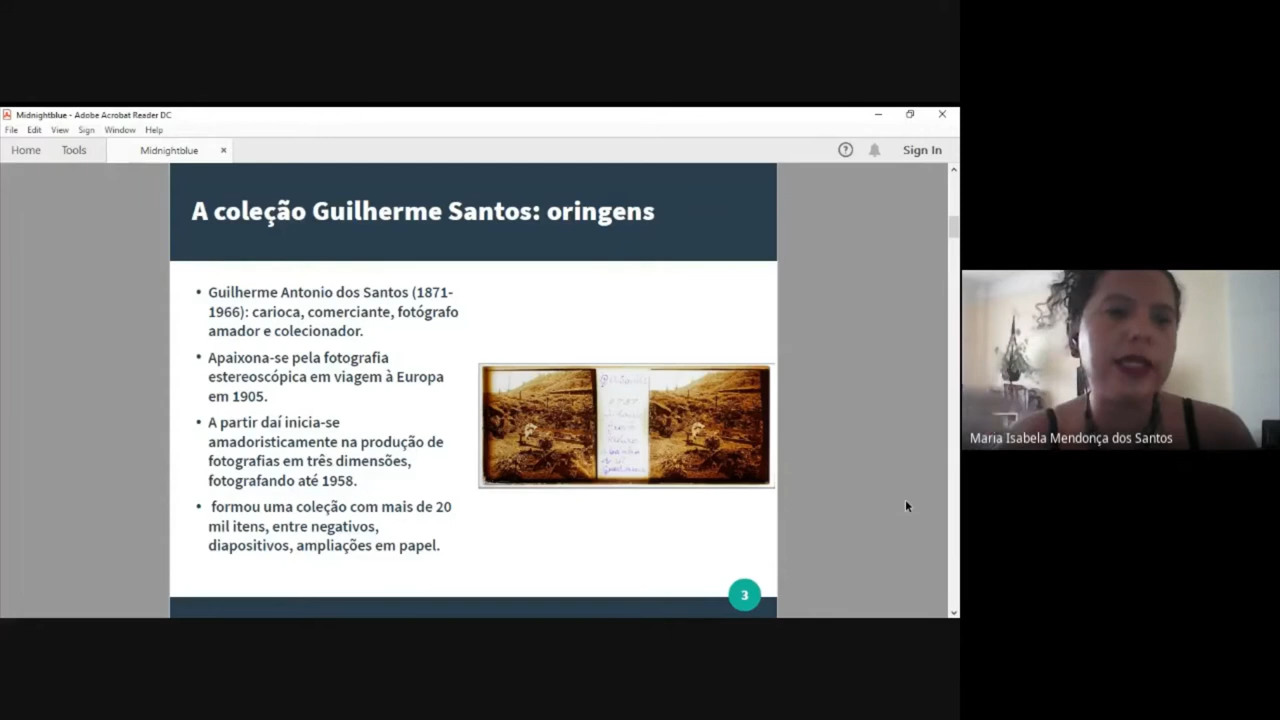 Midnightblue - Adobe Acrobat Reader DC
File Edit View Sign Window Help
Home Tools Midnightblue × Sign In
A coleção Guilherme Santos: oringens
• Guilherme Antonio dos Santos (1871-
1966): carioca, comerciante, fotógrafo
amador e colecionador.
• Apaixona-se pela fotografia
estereoscópica em viagem à Europa
em 1905.
• A partir daí inicia-se
amadoristicamente na produção de
fotografias em três dimensões,
fotografando até 1958.
• formou uma coleção com mais de 20
mil itens, entre negativos,
diapositivos, ampliações em papel.
3
Maria Isabela Mendonça dos Santos